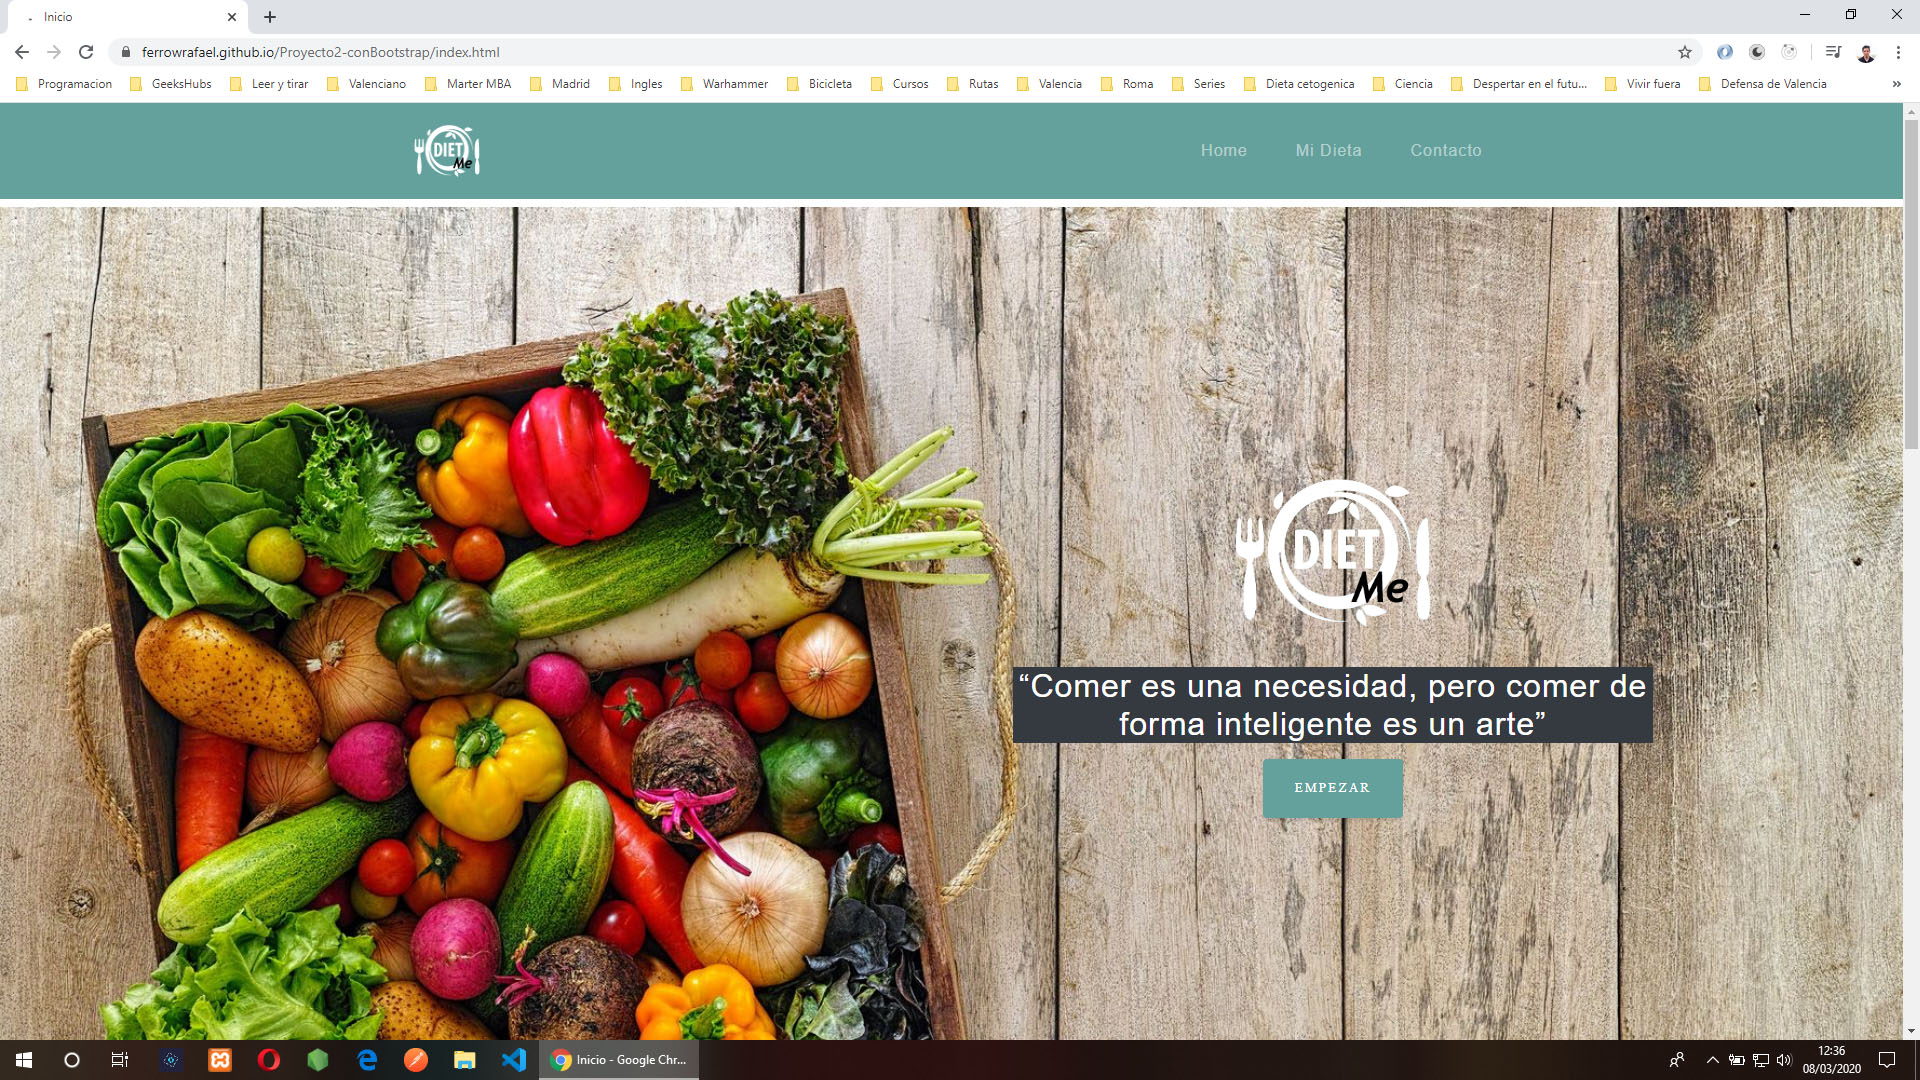 Inicio
ferrowrafael.github.io/Proyecto2-conBootstrap/index.html
Programacion
GeeksHubs
Leer y tirar
Valenciano
Marter MBA
Madrid
Ingles
Warhammer
Bicicleta
Cursos
Rutas
Valencia
Roma
Series
Dieta cetogenica
Ciencia
Despertar en el futu...
Vivir fuera
Defensa de Valencia
»
DIET
Me
Home
Mi Dieta
Contacto
DIET
Me
“Comer es una necesidad, pero comer de
forma inteligente es un arte”
EMPEZAR
Inicio - Google Chr...
12:36
08/03/2020